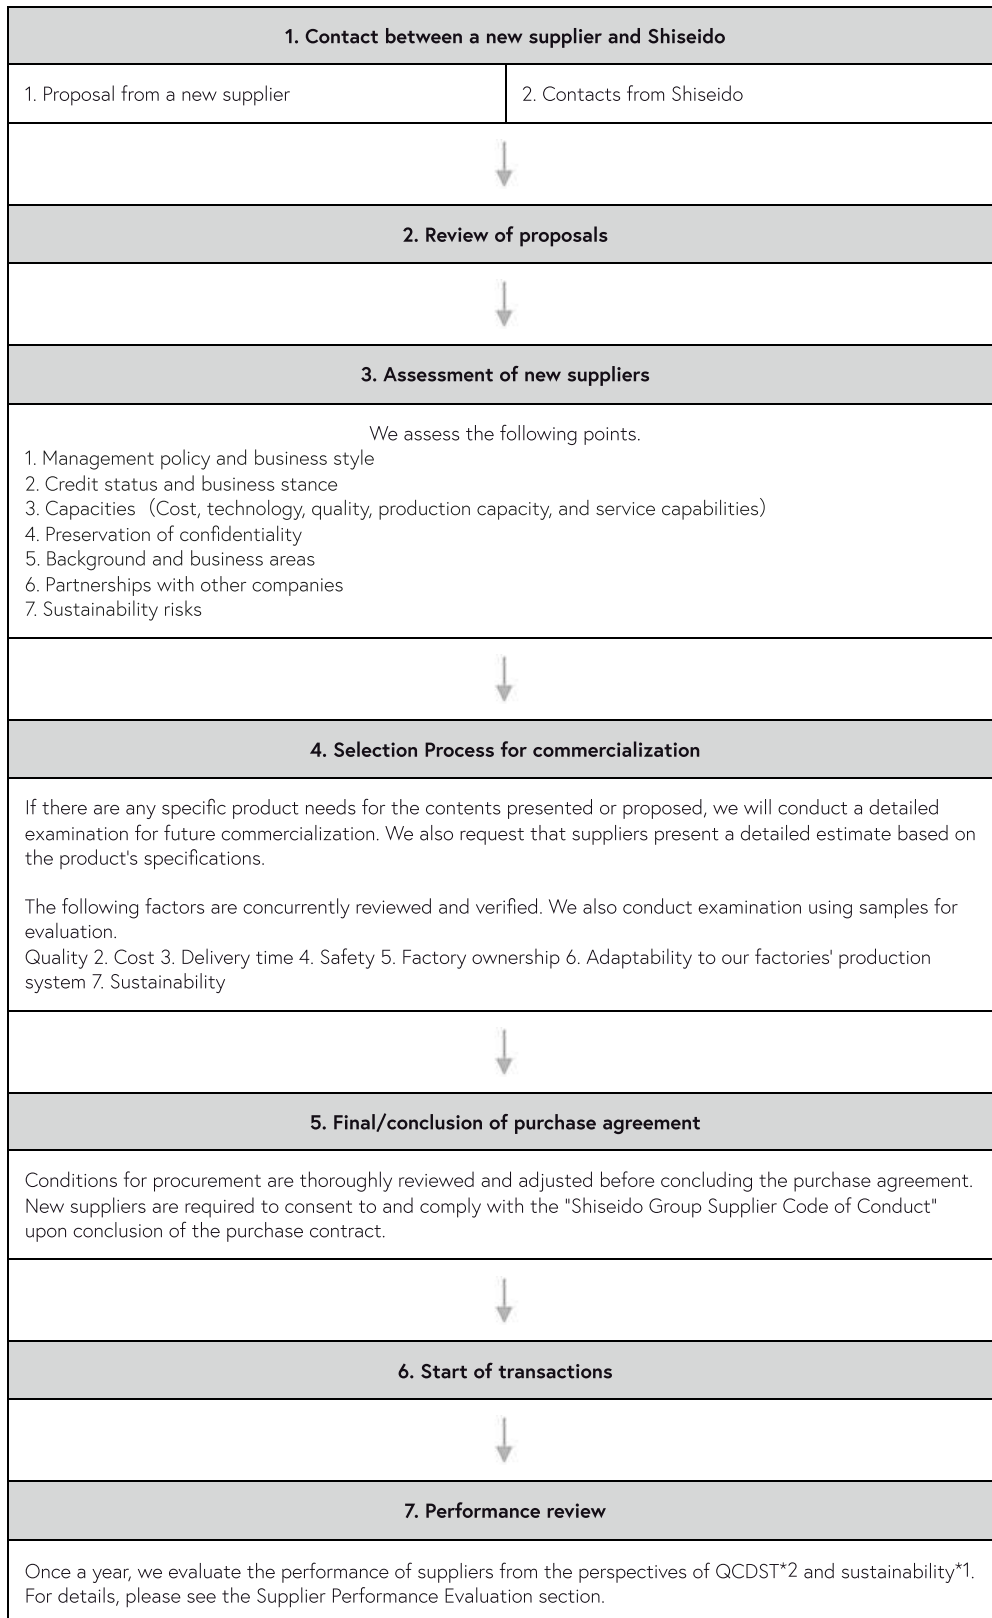 1. Contact between a new supplier and Shiseido
1. Proposal from a new supplier
2. Contacts from Shiseido
2. Review of proposals
3. Assessment of new suppliers
We assess the following points.
1. Management policy and business style
2. Credit status and business stance
3. Capacities（Cost, technology, quality, production capacity, and service capabilities）
4. Preservation of confidentiality
5. Background and business areas
6. Partnerships with other companies
7. Sustainability risks
4. Selection Process for commercialization
If there are any specific product needs for the contents presented or proposed, we will conduct a detailed
examination for future commercialization. We also request that suppliers present a detailed estimate based on
the product's specifications.
The following factors are concurrently reviewed and verified. We also conduct examination using samples for
evaluation.
Quality 2. Cost 3. Delivery time 4. Safety 5. Factory ownership 6. Adaptability to our factories' production
system 7. Sustainability
5. Final/conclusion of purchase agreement
Conditions for procurement are thoroughly reviewed and adjusted before concluding the purchase agreement.
New suppliers are required to consent to and comply with the "Shiseido Group Supplier Code of Conduct"
upon conclusion of the purchase contract.
6. Start of transactions
7. Performance review
Once a year, we evaluate the performance of suppliers from the perspectives of QCDST*2 and sustainability*1.
For details, please see the Supplier Performance Evaluation section.